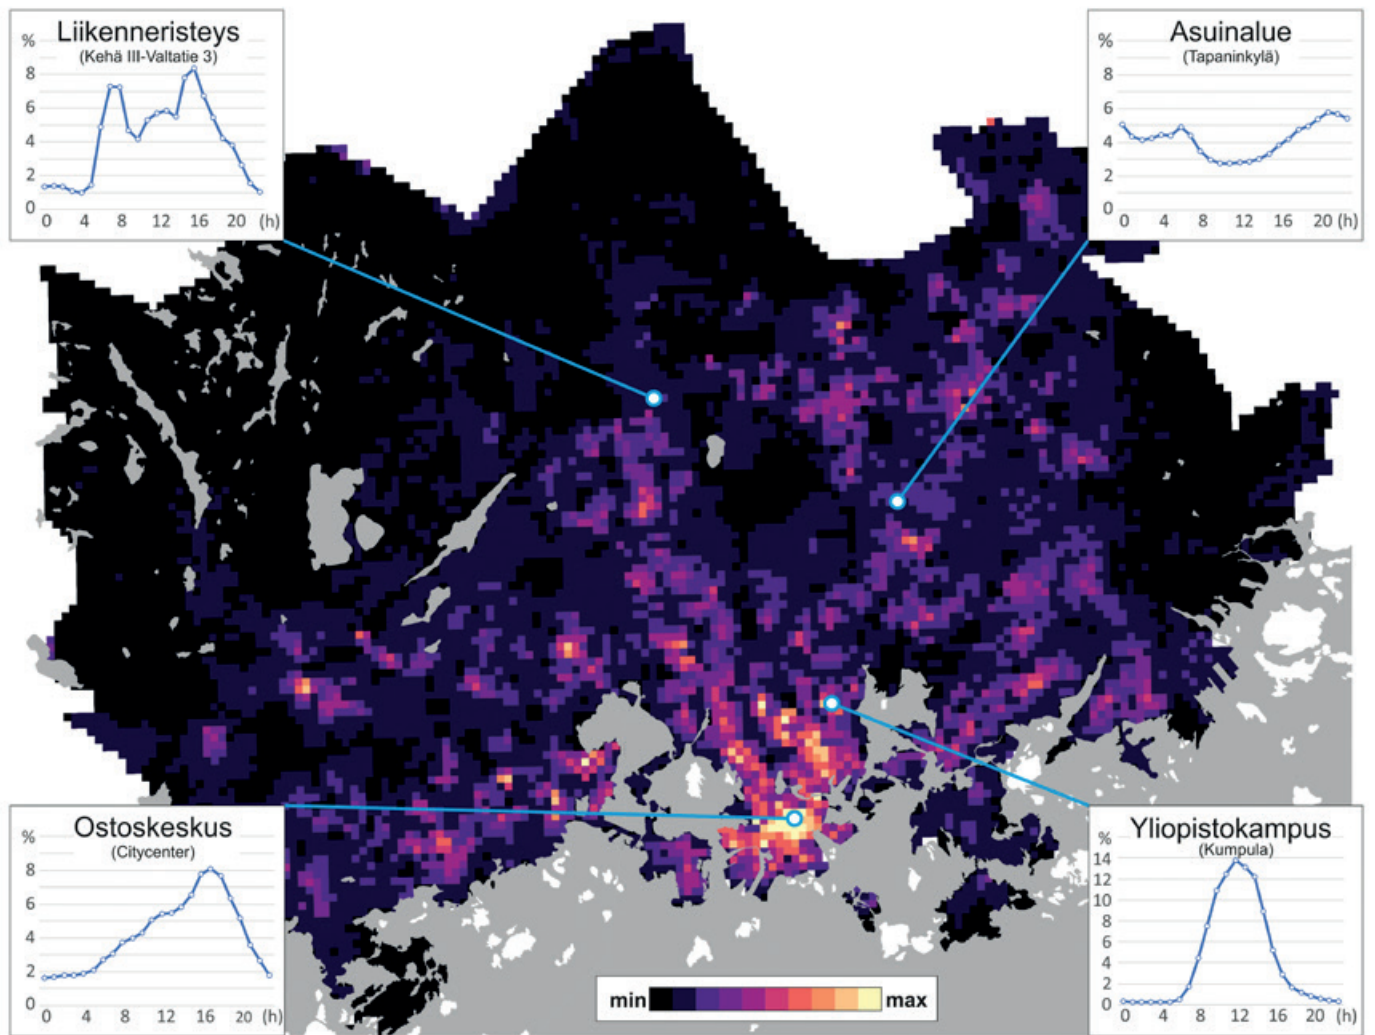 Liikenneristeys
(Kehä III-Valtatie 3)
%
8
6
4
2
0
0 4 8 12 16 20 (h)
Asuinalue
(Tapaninkylä)
%
8
6
4
2
0
0 4 8 12 16 20 (h)
Ostoskeskus
(Citycenter)
%
8
6
4
2
0
0 4 8 12 16 20 (h)
Yliopistokampus
(Kumpula)
%
14
12
10
8
6
4
2
0
0 4 8 12 16 20 (h)
min max